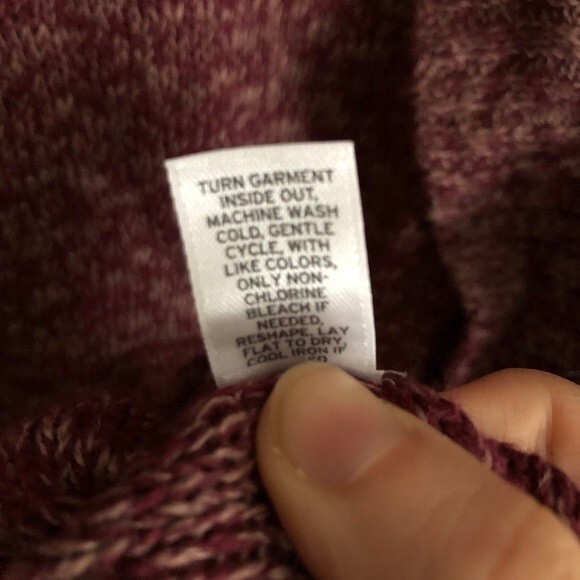 TURN GARMENT
INSIDE OUT,
MACHINE WASH
COLD, GENTLE
CYCLE, WITH
LIKE COLORS,
ONLY NON-
CHLORINE
BLEACH IF
NEEDED,
RESHAPE, LAY
FLAT TO DRY,
COOL IRON IF